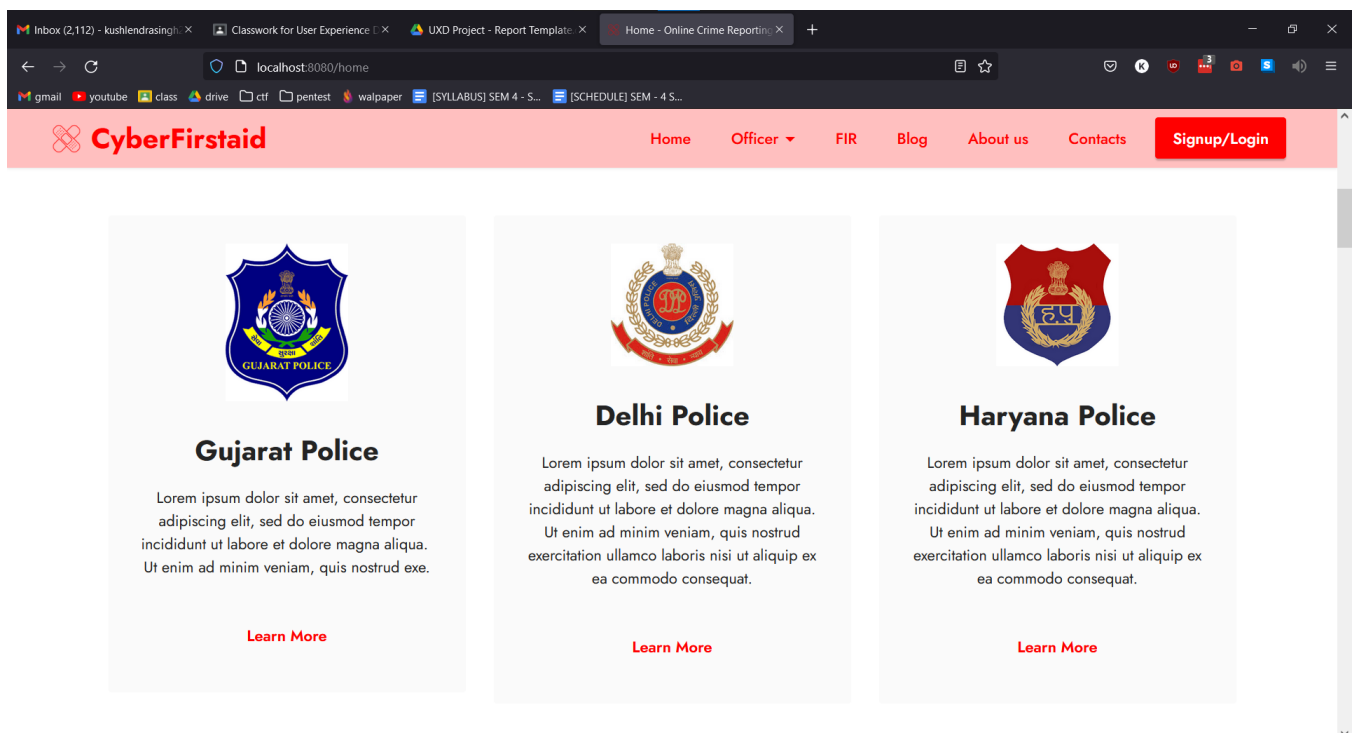 Inbox (2,112) - kushlendrasingh.
Classwork for User Experience D
UXD Project - Report Template.
Home - Online Crime Reporting
localhost:8080/home
3
K
S
gmail
youtube
class
drive
ctf
pentest
walpaper
[SYLLABUS] SEM 4 - S...
[SCHEDULE] SEM - 4 S...
CyberFirstaid
Home
Officer
FIR
Blog
About us
Contacts
Signup/Login
सेवा
सुरक्षा
शांति
GUJARAT POLICE
Gujarat Police
Lorem ipsum dolor sit amet, consectetur
adipiscing elit, sed do eiusmod tempor
incididunt ut labore et dolore magna aliqua.
Ut enim ad minim veniam, quis nostrud exe.
Learn More
DELHI POLICE
DP
Delhi Police
Lorem ipsum dolor sit amet, consectetur
adipiscing elit, sed do eiusmod tempor
incididunt ut labore et dolore magna aliqua.
Ut enim ad minim veniam, quis nostrud
exercitation ullamco laboris nisi ut aliquip ex
ea commodo consequat.
Learn More
ह.पु
Haryana Police
Lorem ipsum dolor sit amet, consectetur
adipiscing elit, sed do eiusmod tempor
incididunt ut labore et dolore magna aliqua.
Ut enim ad minim veniam, quis nostrud
exercitation ullamco laboris nisi ut aliquip ex
ea commodo consequat.
Learn More